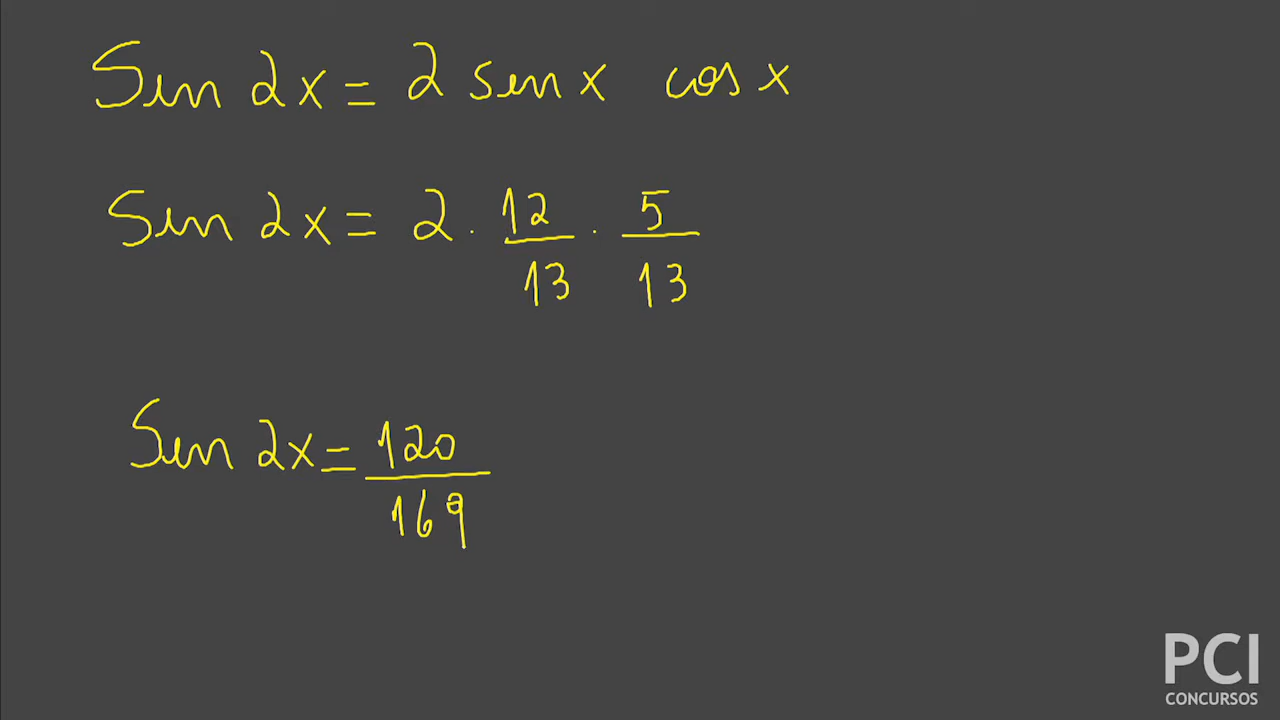 Sen 2x = 2 sen x cos x
Sen 2x = 2 · 12/13 · 5/13
Sen 2x = 120/169
PCI
CONCURSOS